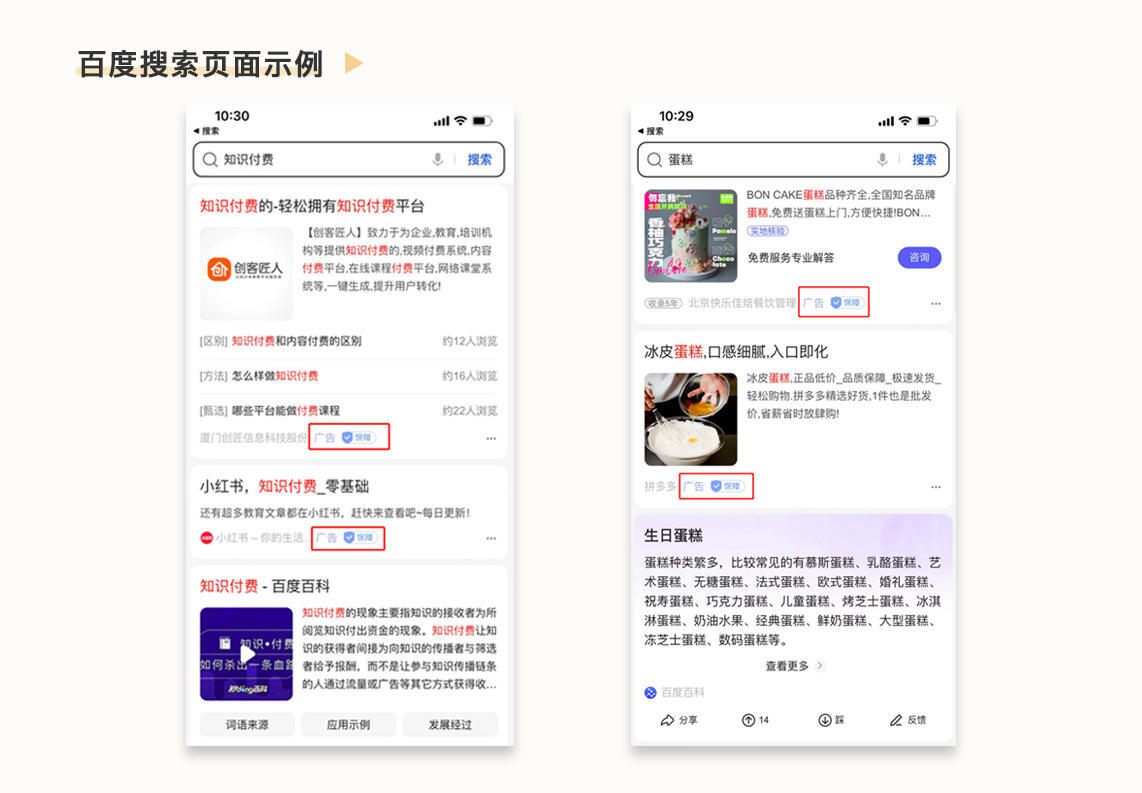 百度搜索页面示例
10:30
搜索
知识付费
搜索
知识付费的-轻松拥有知识付费平台
创客匠人
【创客匠人】致力于为企业,教育,培训机
构等提供知识付费的,视频付费系统,内容
付费平台,在线课程付费平台,网络课堂系
统等,一键生成,提升用户转化!
[区别] 知识付费和内容付费的区别 约12人浏览
[方法] 怎么样做知识付费 约16人浏览
[甄选] 哪些平台能做付费课程 约22人浏览
厦门创匠信息科技股份 广告 保障
小红书，知识付费_零基础
还有超多教育文章都在小红书，赶快来查看吧~每日更新！
小红书 – 你的生活... 广告 保障
知识付费 - 百度百科
知识•付费
如何杀出一条血路
秒dǒng百科
知识付费的现象主要指知识的接收者为所
阅览知识付出资金的现象。知识付费让知
识的获得者间接为向知识的传播者与筛选
者给予报酬，而不是让参与知识传播链条
的人通过流量或广告等其它方式获得收...
词语来源 应用示例 发展经过
10:29
搜索
蛋糕
搜索
勿忘我
生活开满鲜花
香柚巧克力
Pomelo
Chocolate
BON CAKE蛋糕品种齐全,全国知名品牌
蛋糕,免费送蛋糕上门,方便快捷!BON...
实地核验
免费服务专业解答 咨询
收录5年 北京快乐佳焙餐饮管理 广告 保障
冰皮蛋糕,口感细腻,入口即化
冰皮蛋糕,正品低价_品质保障_极速发货_
轻松购物.拼多多精选好货,1件也是批发
价,省薪省时放肆购!
拼多多 广告 保障
生日蛋糕
蛋糕种类繁多，比较常见的有慕斯蛋糕、乳酪蛋糕、艺
术蛋糕、无糖蛋糕、法式蛋糕、欧式蛋糕、婚礼蛋糕、
祝寿蛋糕、巧克力蛋糕、儿童蛋糕、烤芝士蛋糕、冰淇
淋蛋糕、奶油水果、经典蛋糕、鲜奶蛋糕、大型蛋糕、
冻芝士蛋糕、数码蛋糕等。
查看更多
百度百科
分享 14 踩 反馈